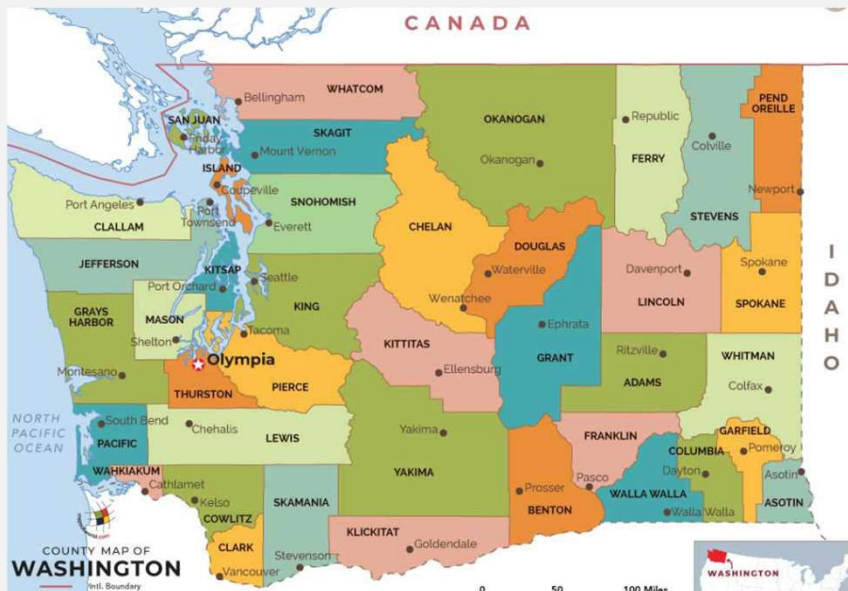 CANADA
WHATCOM
Bellingham
SAN JUAN
Friday
Harbor
SKAGIT
Mount Vernon
OKANOGAN
Okanogan
Republic
FERRY
Colville
STEVENS
PEND
OREILLE
Newport
ISLAND
Coupeville
Port Angeles
CLALLAM
Port
Townsend
SNOHOMISH
Everett
CHELAN
DOUGLAS
Waterville
Wenatchee
JEFFERSON
KITSAP
Port Orchard
Seattle
KING
Davenport
LINCOLN
Spokane
SPOKANE
IDAHO
GRAYS
HARBOR
MASON
Shelton
Tacoma
KITTITAS
Ellensburg
Ephrata
GRANT
Ritzville
ADAMS
WHITMAN
Colfax
Montesano
Olympia
THURSTON
PIERCE
NORTH
PACIFIC
OCEAN
South Bend
PACIFIC
Chehalis
LEWIS
Yakima
YAKIMA
FRANKLIN
Pasco
COLUMBIA
Dayton
GARFIELD
Pomeroy
Asotin
ASOTIN
WAHKIAKUM
Cathlamet
Kelso
COWLITZ
SKAMANIA
Stevenson
Prosser
BENTON
WALLA WALLA
Walla Walla
CLARK
Vancouver
KLICKITAT
Goldendale
COUNTY MAP OF
WASHINGTON
Intl. Boundary
0 50 100 Miles
WASHINGTON